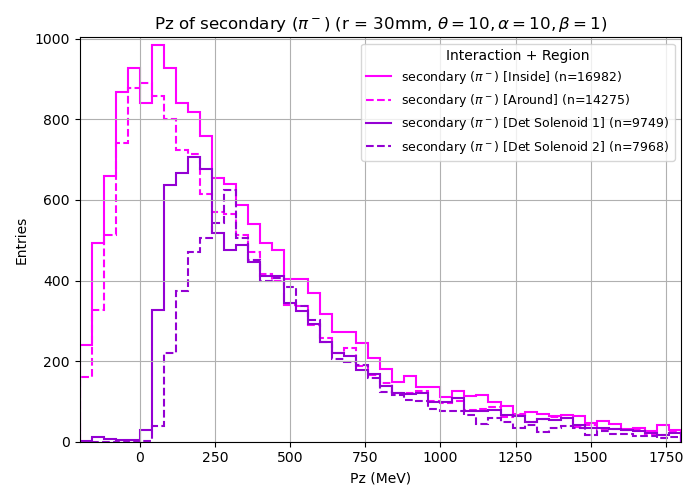 Pz of secondary (π⁻) (r = 30mm, θ = 10, α = 10, β = 1)
Interaction + Region
secondary (π⁻) [Inside] (n=16982)
secondary (π⁻) [Around] (n=14275)
secondary (π⁻) [Det Solenoid 1] (n=9749)
secondary (π⁻) [Det Solenoid 2] (n=7968)
Entries
1000
800
600
400
200
0
0 250 500 750 1000 1250 1500 1750
Pz (MeV)